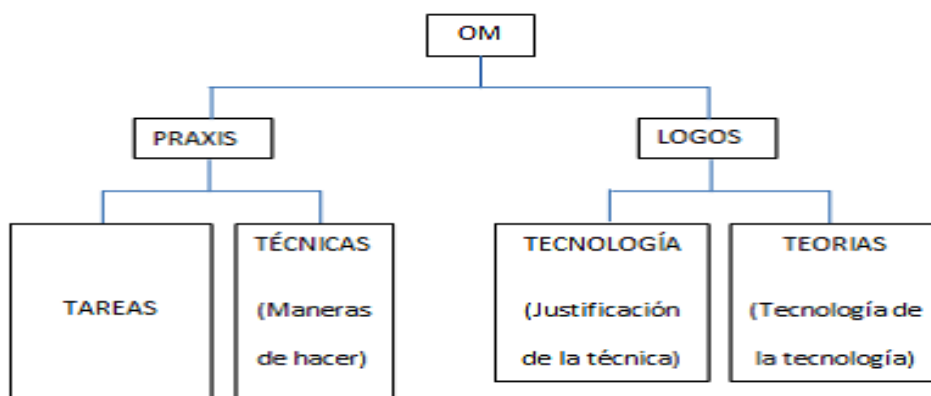 OM
PRAXIS
LOGOS
TAREAS
TÉCNICAS
(Maneras
de hacer)
TECNOLOGÍA
(Justificación
de la técnica)
TEORIAS
(Tecnología de
la tecnología)